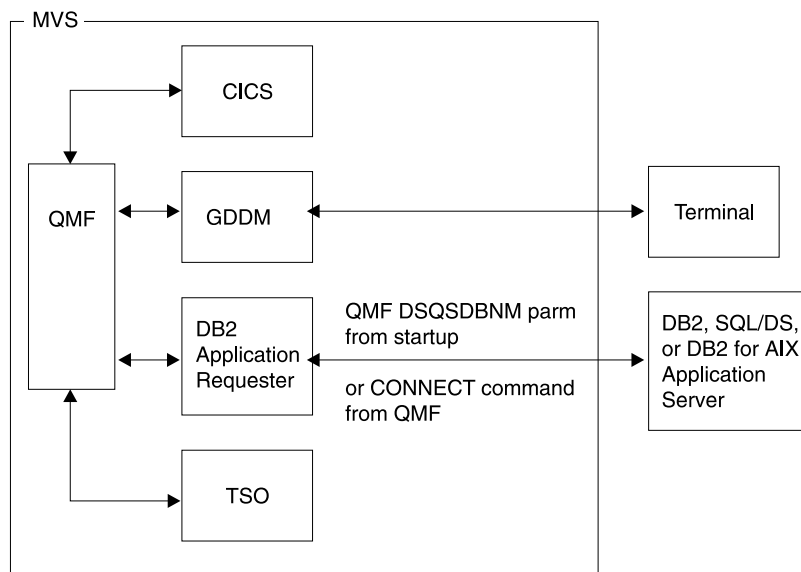 MVS
CICS
QMF
GDDM
Terminal
DB2
Application
Requester
QMF DSQSDBNM parm
from startup
or CONNECT command
from QMF
DB2, SQL/DS,
or DB2 for AIX
Application
Server
TSO